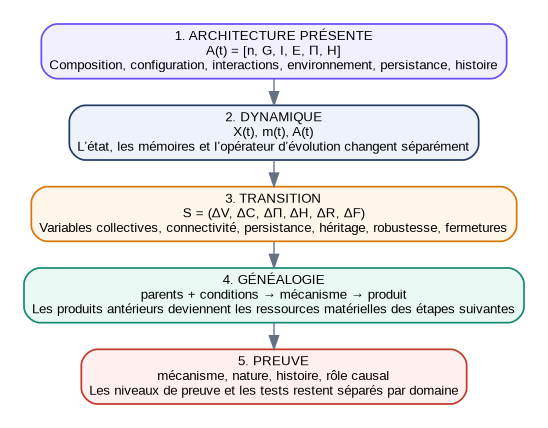 1. ARCHITECTURE PRÉSENTE
A(t) = [n, G, I, E, Π, H]
Composition, configuration, interactions, environnement, persistance, histoire
2. DYNAMIQUE
X(t), m(t), A(t)
L'état, les mémoires et l'opérateur d'évolution changent séparément
3. TRANSITION
S = (ΔV, ΔC, ΔΠ, ΔH, ΔR, ΔF)
Variables collectives, connectivité, persistance, héritage, robustesse, fermetures
4. GÉNÉALOGIE
parents + conditions → mécanisme → produit
Les produits antérieurs deviennent les ressources matérielles des étapes suivantes
5. PREUVE
mécanisme, nature, histoire, rôle causal
Les niveaux de preuve et les tests restent séparés par domaine